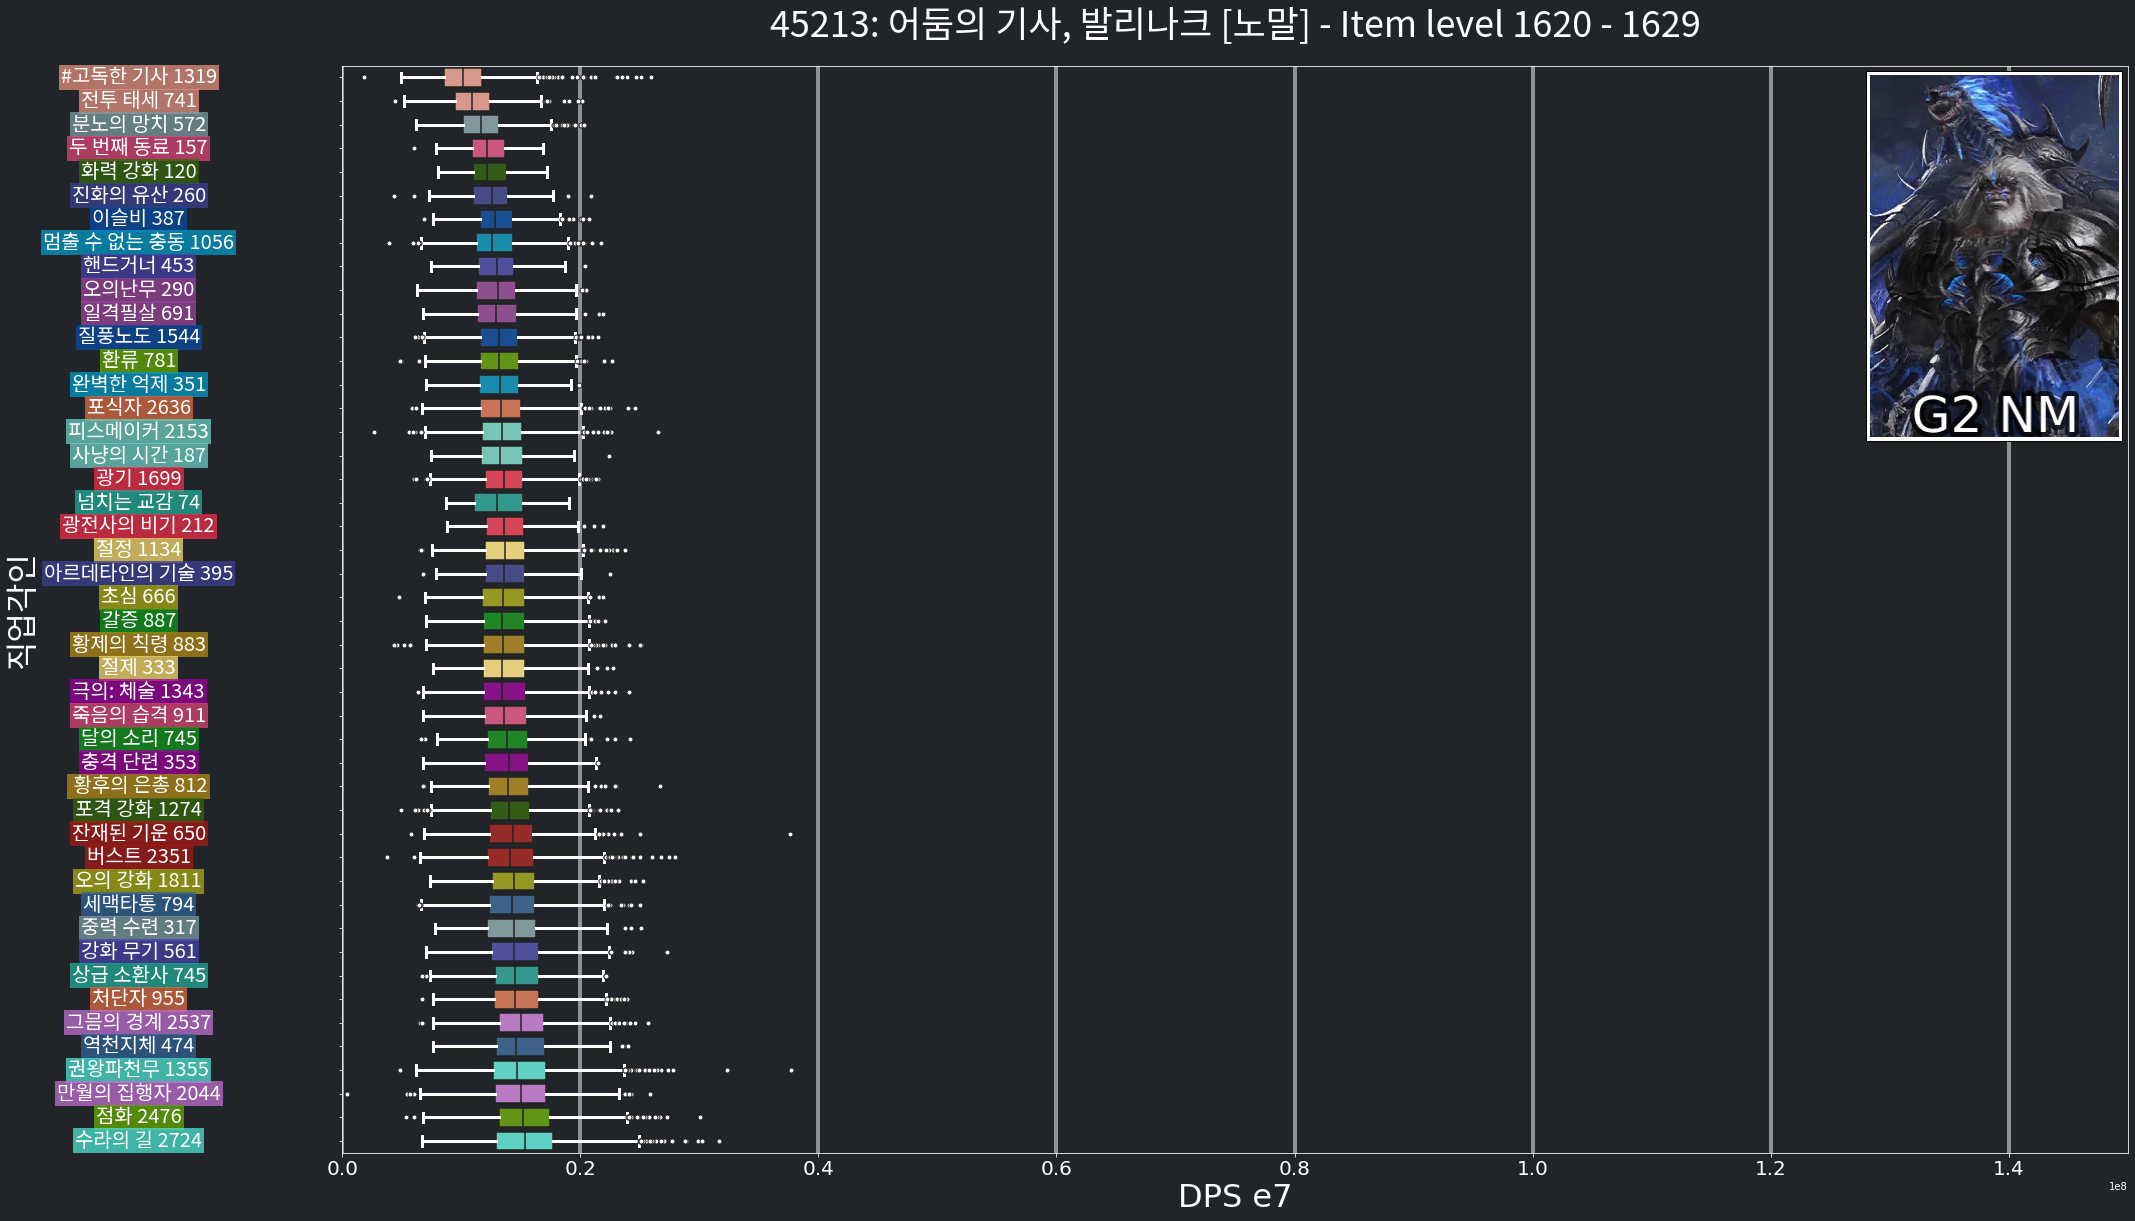 45213: 어둠의 기사, 발리나크 [노말] - Item level 1620 - 1629
#고독한 기사 1319
전투 태세 741
분노의 망치 572
두 번째 동료 157
화력 강화 120
진화의 유산 260
이슬비 387
멈출 수 없는 충동 1056
핸드거너 453
오의난무 290
일격필살 691
질풍노도 1544
환류 781
완벽한 억제 351
포식자 2636
피스메이커 2153
사냥의 시간 187
광기 1699
넘치는 교감 74
광전사의 비기 212
절정 1134
아르데타인의 기술 395
초심 666
갈증 887
황제의 칙령 883
절제 333
극의: 체술 1343
죽음의 습격 911
달의 소리 745
충격 단련 353
황후의 은총 812
포격 강화 1274
잔재된 기운 650
버스트 2351
오의 강화 1811
세맥타통 794
중력 수련 317
강화 무기 561
상급 소환사 745
처단자 955
그믐의 경계 2537
역천지체 474
권왕파천무 1355
만월의 집행자 2044
점화 2476
수라의 길 2724
직업각인
G2 NM
0.0 0.2 0.4 0.6 0.8 1.0 1.2 1.4
1e8
DPS e7